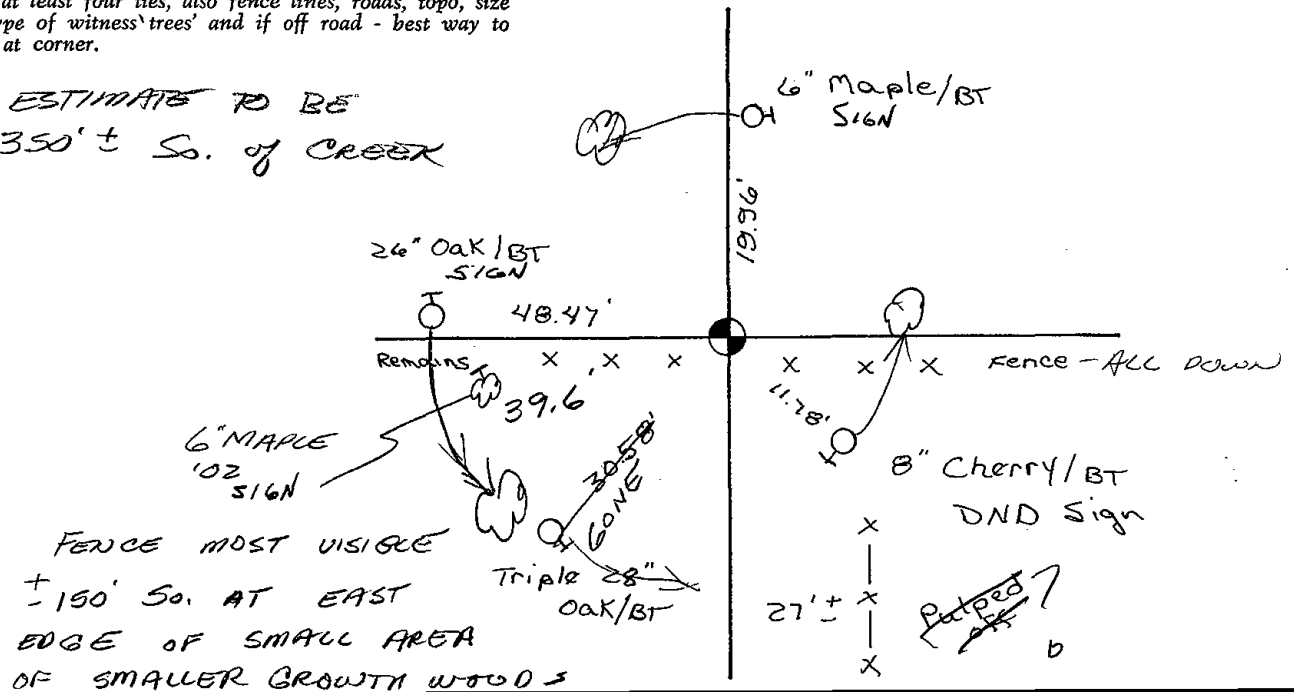 at least four ties, also fence lines, roads, topo, size
pe of witness trees' and if off road - best way to
at corner.
ESTIMATE TO BE
350' ± So. of CREEK
6" Maple/BT
SIGN
19.96'
26" Oak/BT
SIGN
48.47'
Remains x x x x x x Fence - ALL DOWN
39.6'
11.78'
6" MAPLE
'02
SIGN
30.58'
GONE
8" Cherry/BT
DND Sign
FENCE MOST VISIBLE
± 150' So. AT EAST
EDGE OF SMALL AREA
OF SMALLER GROWTH WOODS
Triple 28"
Oak/BT
x
27' ± x
x
Pulped
off ?
b